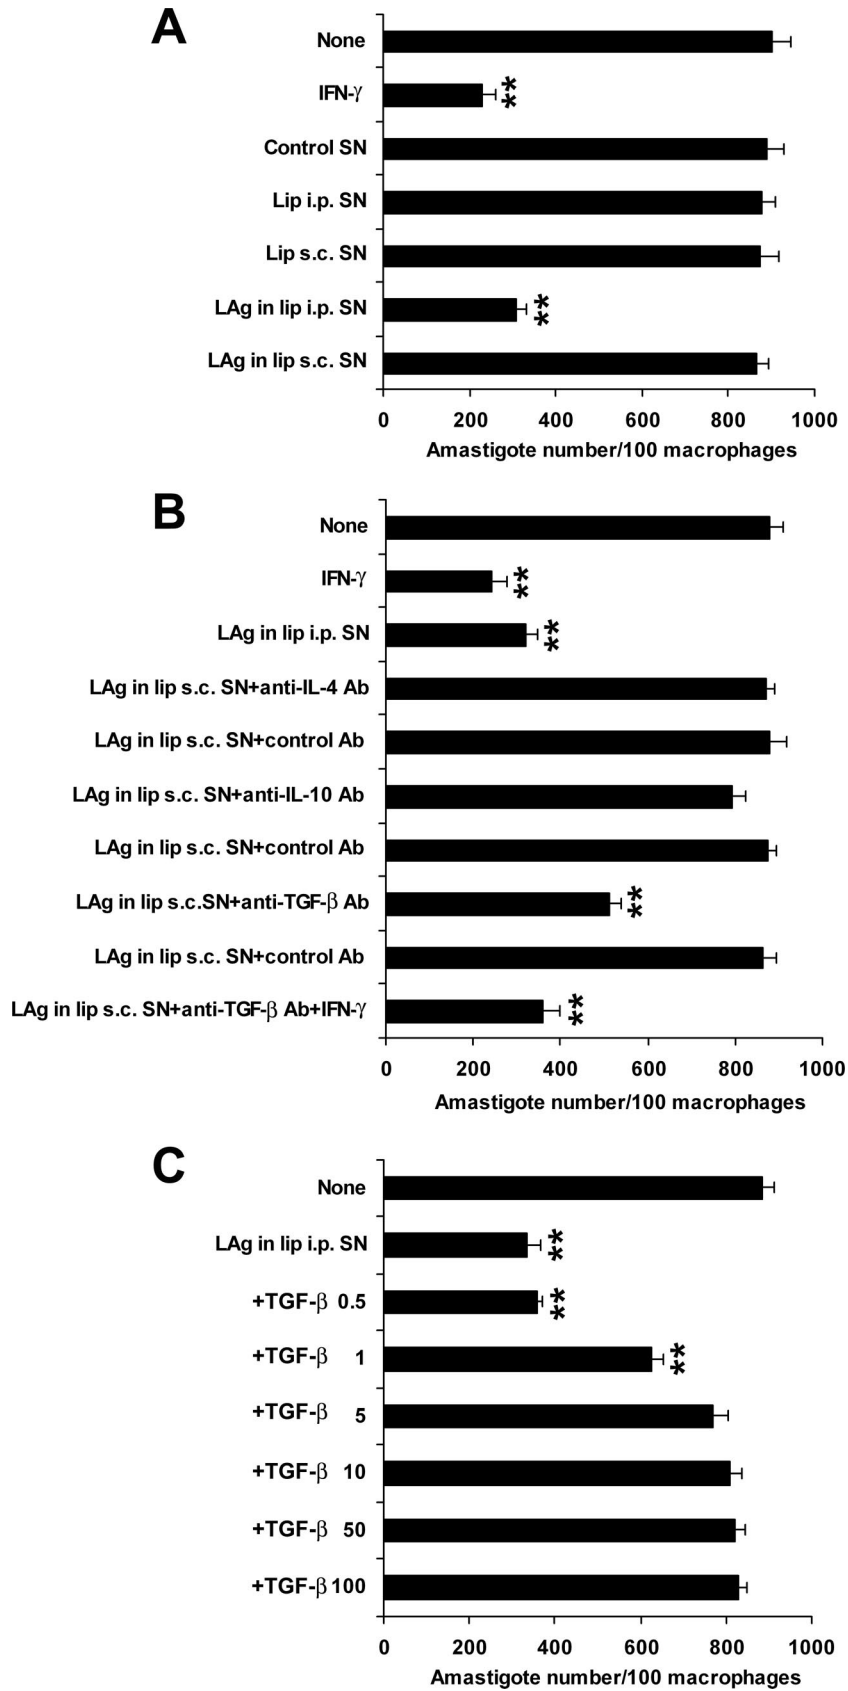 A
None
IFN-γ
**
Control SN
Lip i.p. SN
Lip s.c. SN
LAg in lip i.p. SN
**
LAg in lip s.c. SN
0 200 400 600 800 1000
Amastigote number/100 macrophages
B
None
IFN-γ
**
LAg in lip i.p. SN
**
LAg in lip s.c. SN+anti-IL-4 Ab
LAg in lip s.c. SN+control Ab
LAg in lip s.c. SN+anti-IL-10 Ab
LAg in lip s.c. SN+control Ab
LAg in lip s.c.SN+anti-TGF-β Ab
**
LAg in lip s.c. SN+control Ab
LAg in lip s.c. SN+anti-TGF-β Ab+IFN-γ
**
0 200 400 600 800 1000
Amastigote number/100 macrophages
C
None
LAg in lip i.p. SN
**
+TGF-β 0.5
**
+TGF-β 1
**
+TGF-β 5
+TGF-β 10
+TGF-β 50
+TGF-β 100
0 200 400 600 800 1000
Amastigote number/100 macrophages